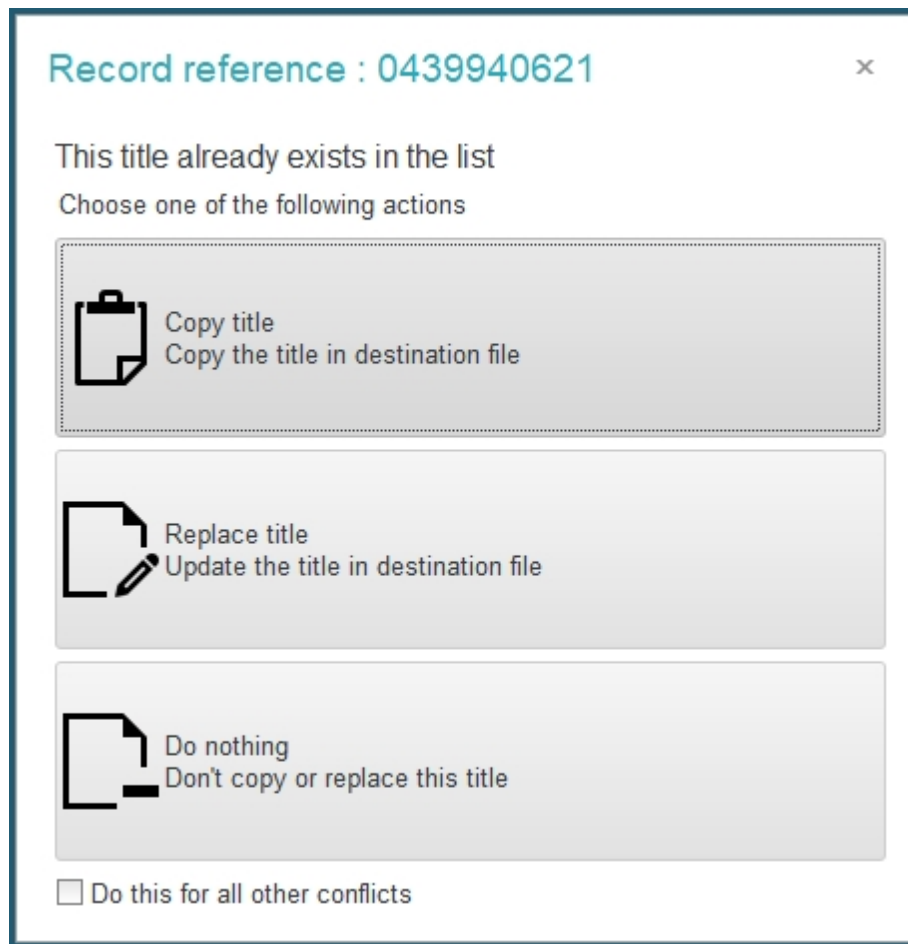 Record reference : 0439940621
×
This title already exists in the list
Choose one of the following actions
Copy title
Copy the title in destination file
Replace title
Update the title in destination file
Do nothing
Don't copy or replace this title
Do this for all other conflicts